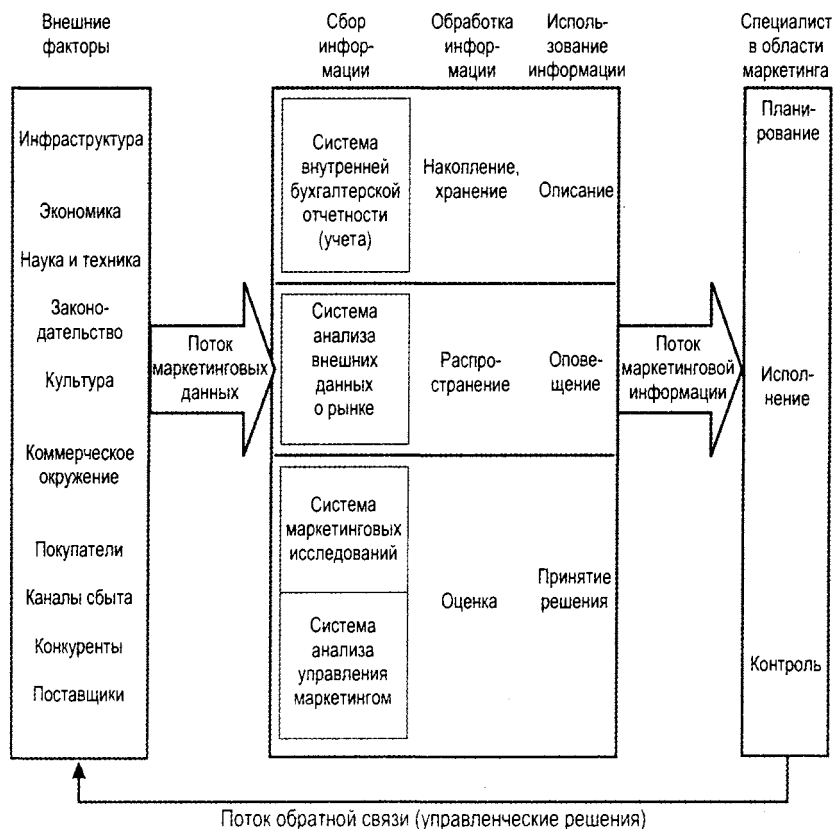 Внешние
факторы
Сбор
инфор-
мации
Обработка
инфор-
мации
Исполь-
зование
информации
Специалист
в области
маркетинга
Инфраструктура
Экономика
Наука и техника
Законо-
дательство
Культура
Коммерческое
окружение
Покупатели
Каналы сбыта
Конкуренты
Поставщики
Поток
маркетинговых
данных
Система
внутренней
бухгалтерской
отчетности
(учета)
Накопление,
хранение
Описание
Система
анализа
внешних
данных
о рынке
Распро-
странение
Опове-
щение
Система
маркетинговых
исследований
Система
анализа
управления
маркетингом
Оценка
Принятие
решения
Поток
маркетинговой
информации
Плани-
рование
Испол-
нение
Контроль
Поток обратной связи (управленческие решения)